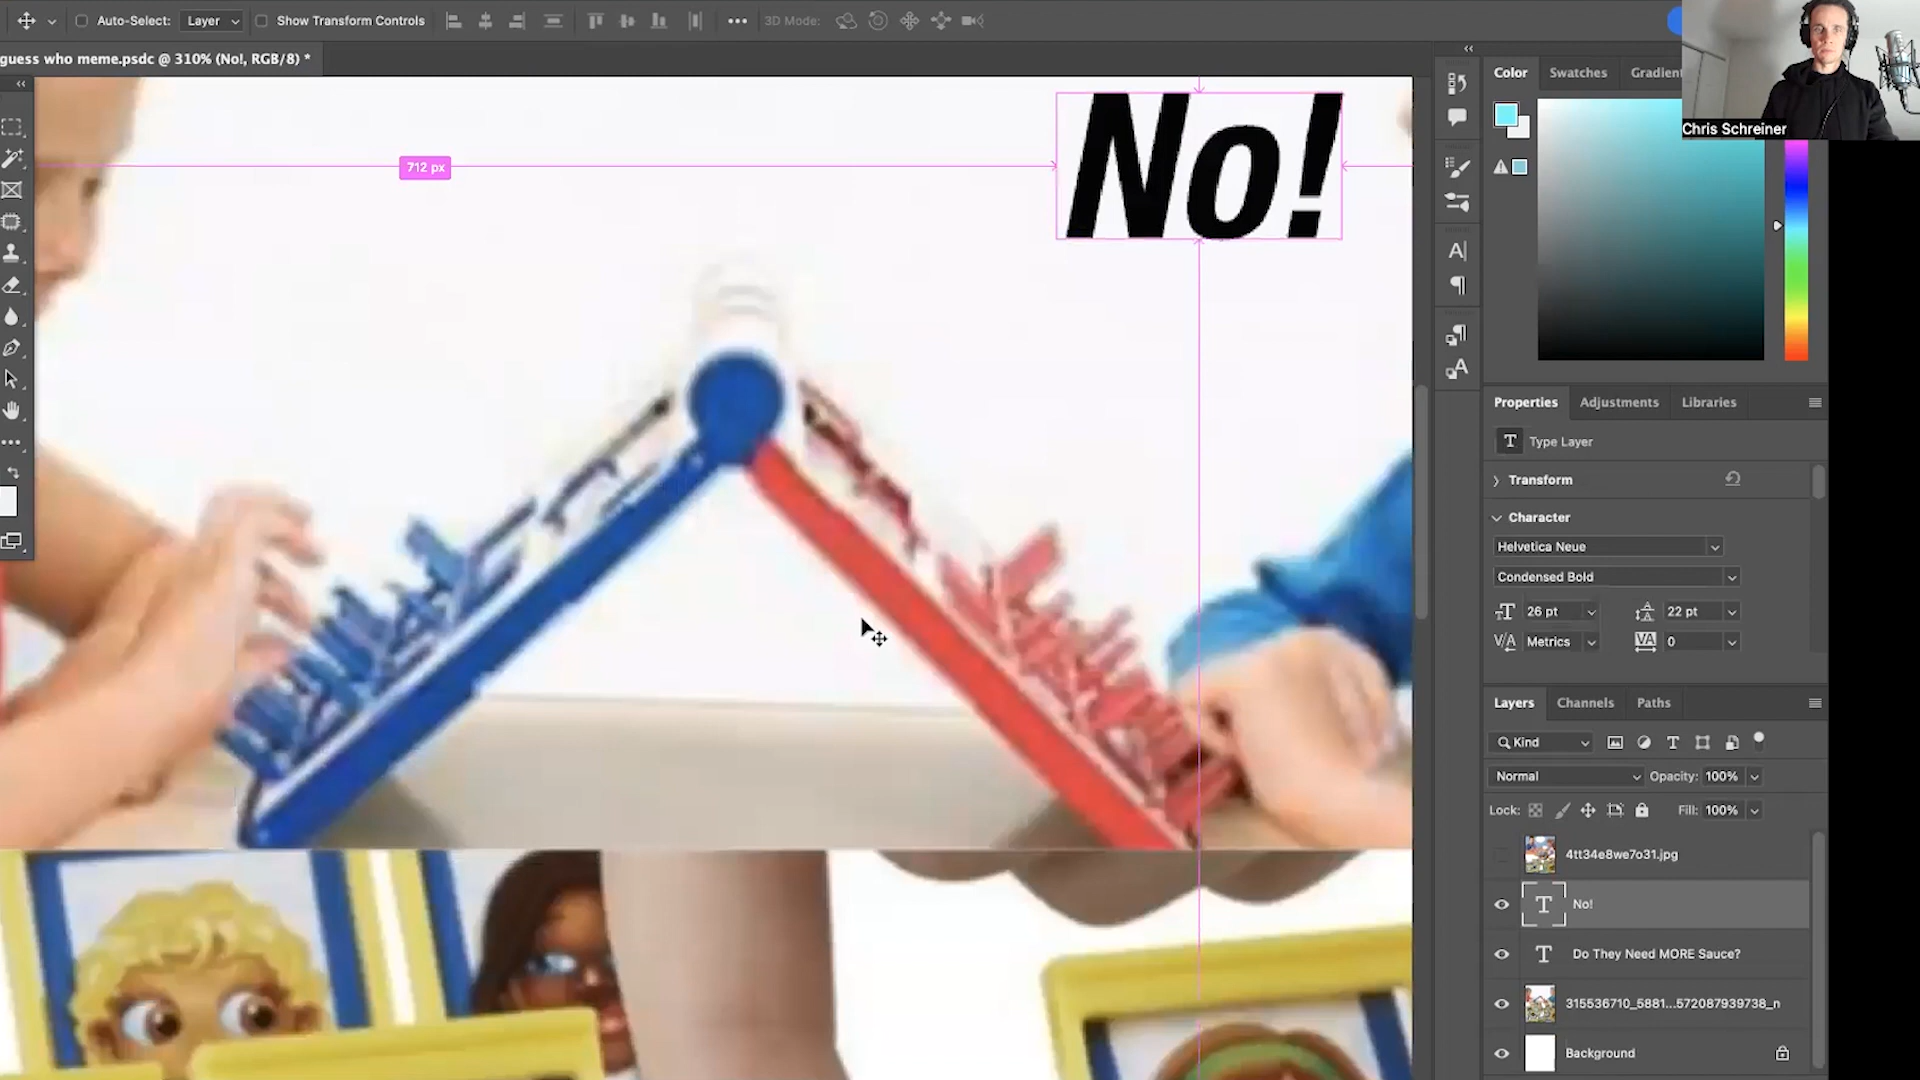 Auto-Select:
Layer
Show Transform Controls
3D Mode:
guess who meme.psdc @ 310% (No!, RGB/8) *
712 px
No!
Chris Schreiner
Color
Swatches
Gradien
Properties
Adjustments
Libraries
T
Type Layer
Transform
Character
Helvetica Neue
Condensed Bold
26 pt
22 pt
Metrics
0
Layers
Channels
Paths
Kind
Normal
Opacity: 100%
Lock:
Fill: 100%
4tt34e8we7o31.jpg
T
No!
T
Do They Need MORE Sauce?
315536710_5881...572087939738_n
Background